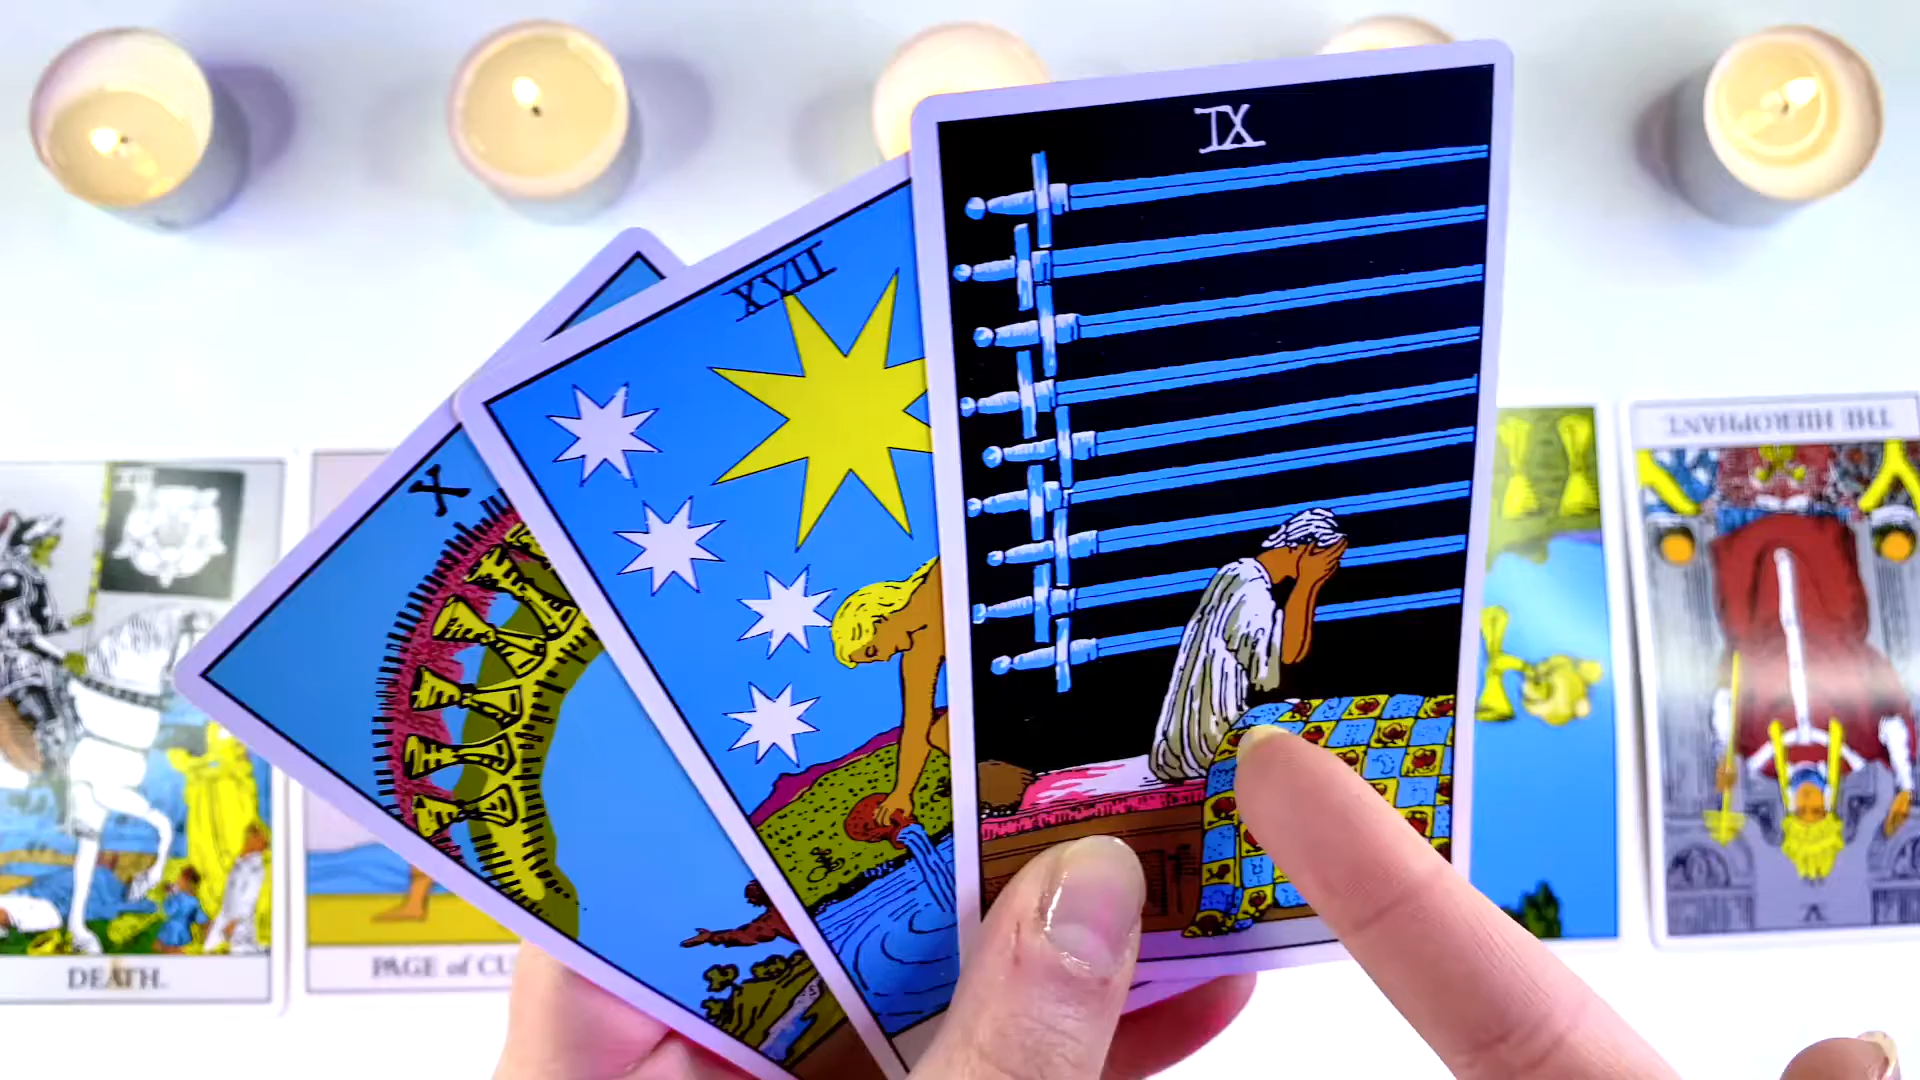 IX
XVII
X
THE HIEROPHANT
DEATH.
PAGE of CU
V